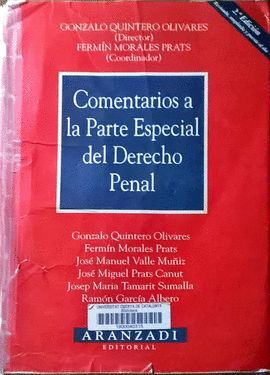 GONZALO QUINTERO OLIVARES
(Director)
FERMÍN MORALES PRATS
(Coordinador)
2.ª Edición
Comentarios a
la Parte Especial
del Derecho
Penal
Gonzalo Quintero Olivares
Fermín Morales Prats
José Manuel Valle Muñiz
José Miguel Prats Canut
Josep Maria Tamarit Sumalla
Ramón García Albero
UNIVERSITAT OBERTA DE CATALUNYA
Biblioteca
ARANZADI
EDITORIAL